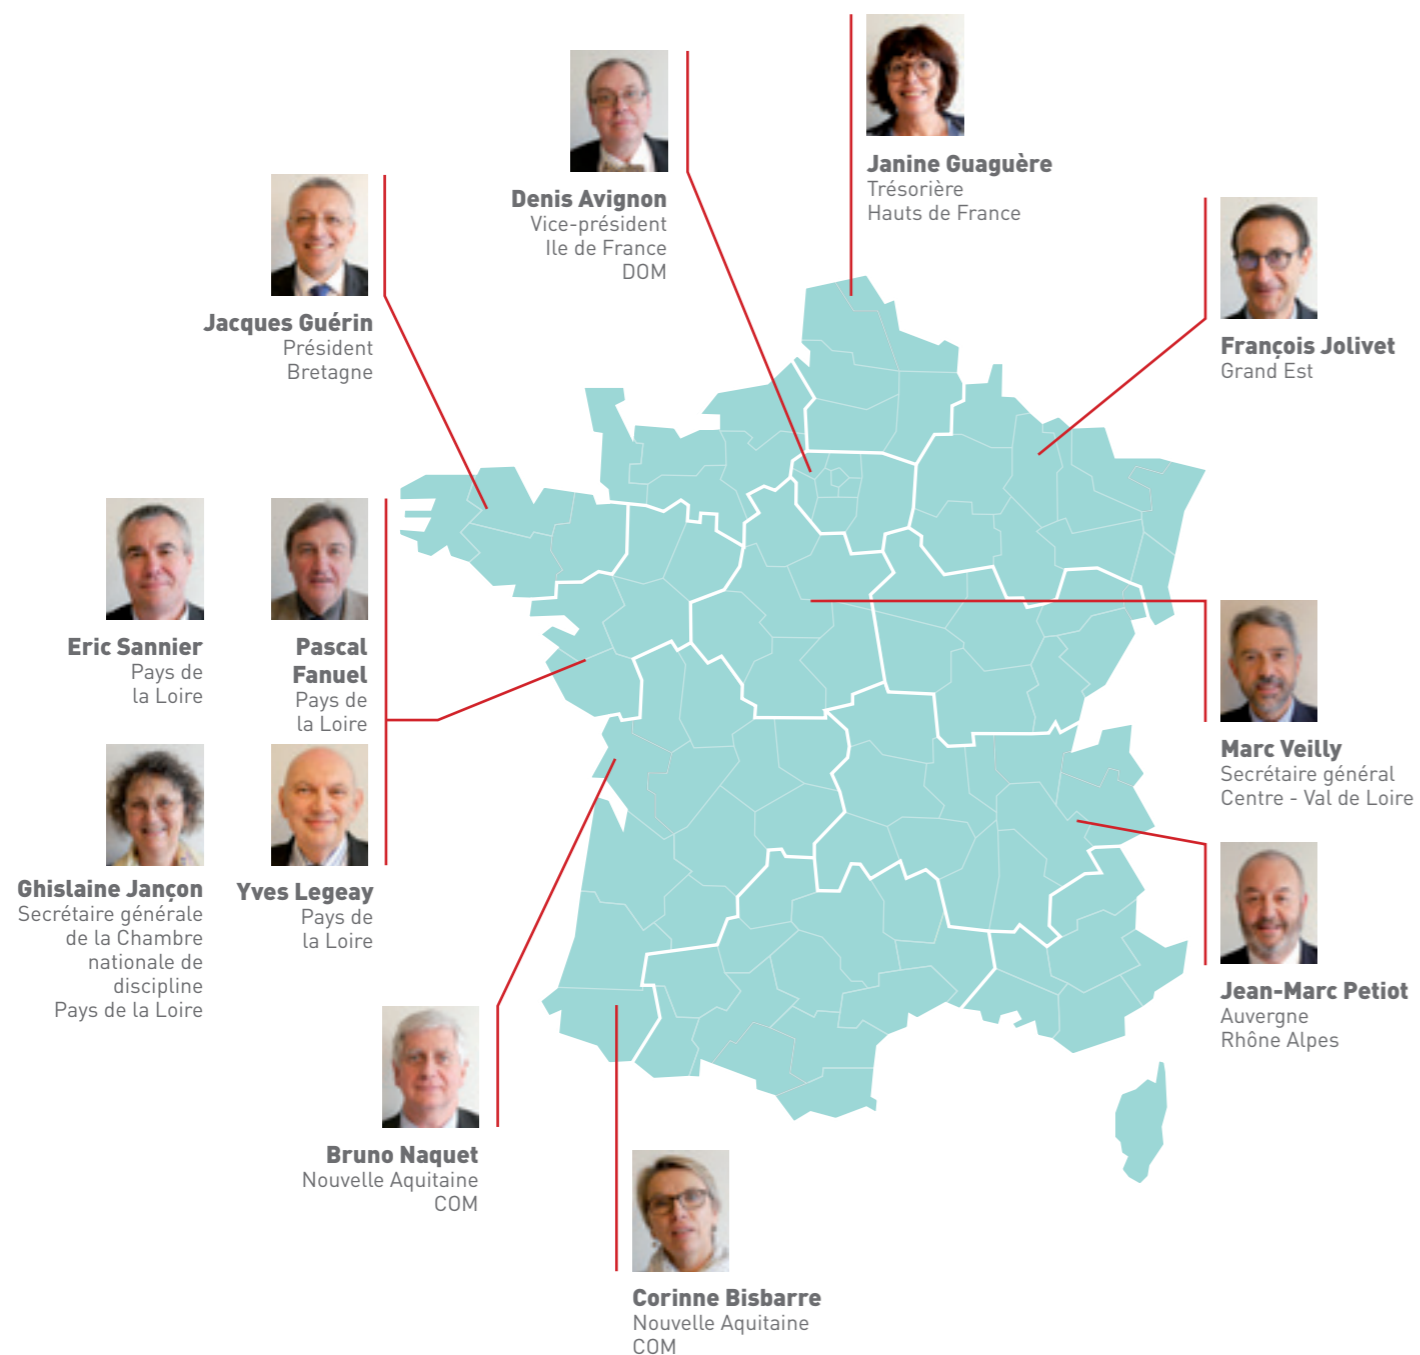 Janine Guaguère
Trésorière
Hauts de France
Denis Avignon
Vice-président
Ile de France
DOM
Jacques Guérin
Président
Bretagne
François Jolivet
Grand Est
Eric Sannier
Pays de
la Loire
Pascal
Fanuel
Pays de
la Loire
Marc Veilly
Secrétaire général
Centre - Val de Loire
Ghislaine Jançon
Secrétaire générale
de la Chambre
nationale de
discipline
Pays de la Loire
Yves Legeay
Pays de
la Loire
Jean-Marc Petiot
Auvergne
Rhône Alpes
Bruno Naquet
Nouvelle Aquitaine
COM
Corinne Bisbarre
Nouvelle Aquitaine
COM